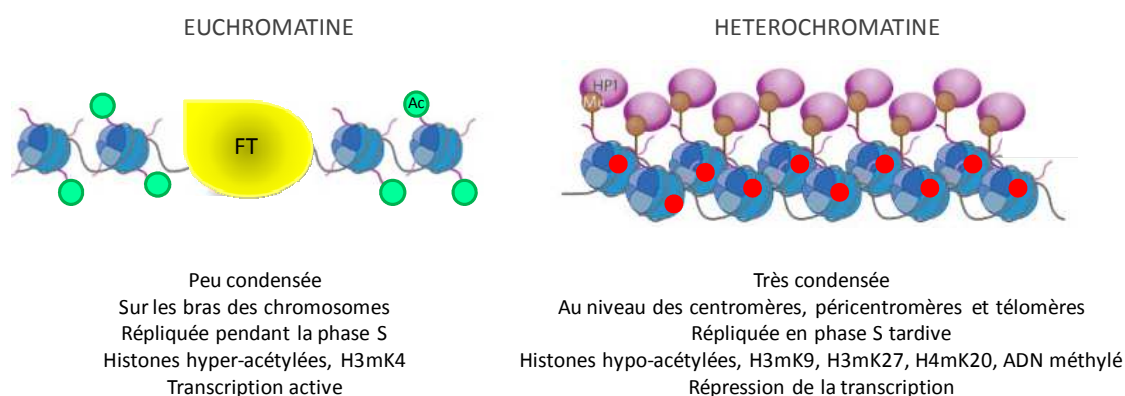 EUCHROMATINE
HETEROCHROMATINE
HP1
Me
Ac
FT
Peu condensée
Sur les bras des chromosomes
Répliquée pendant la phase S
Histones hyper-acétylées, H3mK4
Transcription active
Très condensée
Au niveau des centromères, péricentromères et télomères
Répliquée en phase S tardive
Histones hypo-acétylées, H3mK9, H3mK27, H4mK20, ADN méthylé
Répression de la transcription